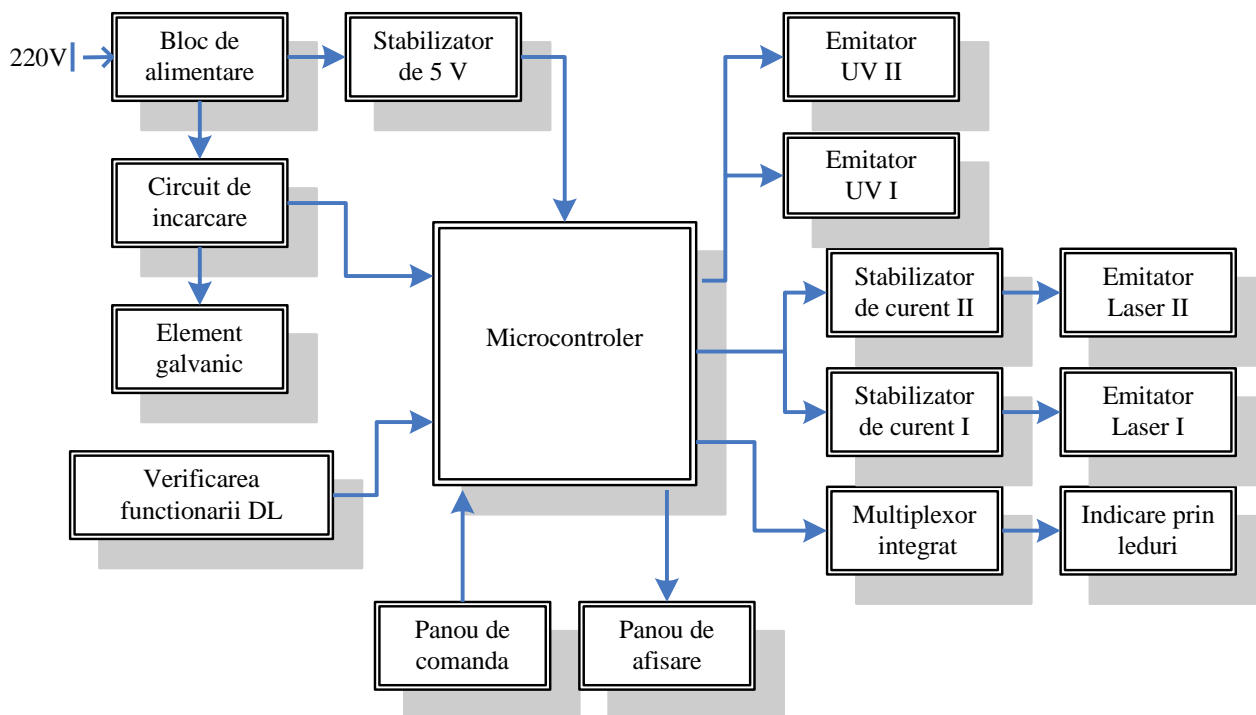 220V
Bloc de
alimentare
Stabilizator
de 5 V
Emitator
UV II
Circuit de
incarcare
Emitator
UV I
Element
galvanic
Microcontroler
Stabilizator
de curent II
Emitator
Laser II
Stabilizator
de curent I
Emitator
Laser I
Verificarea
functionarii DL
Multiplexor
integrat
Indicare prin
leduri
Panou de
comanda
Panou de
afisare